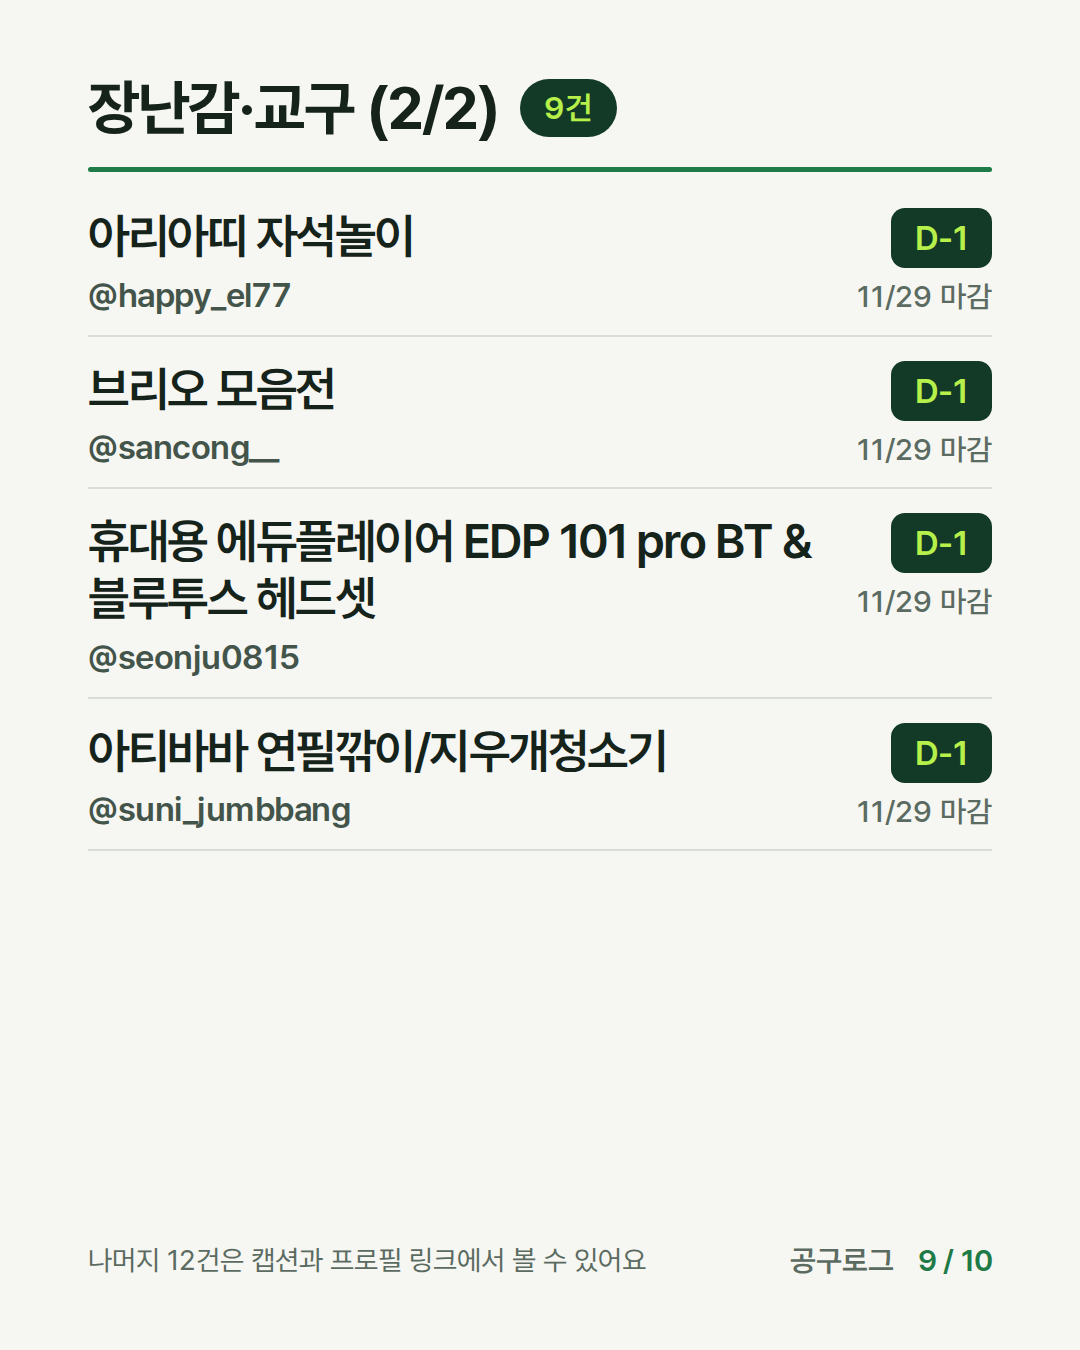 장난감·교구 (2/2) 9건
아리아띠 자석놀이 D-1
@happy_el77 11/29 마감
브리오 모음전 D-1
@sancong__ 11/29 마감
휴대용 에듀플레이어 EDP 101 pro BT & D-1
블루투스 헤드셋 11/29 마감
@seonju0815
아티바바 연필깎이/지우개청소기 D-1
@suni_jumbbang 11/29 마감
나머지 12건은 캡션과 프로필 링크에서 볼 수 있어요 공구로그 9 / 10